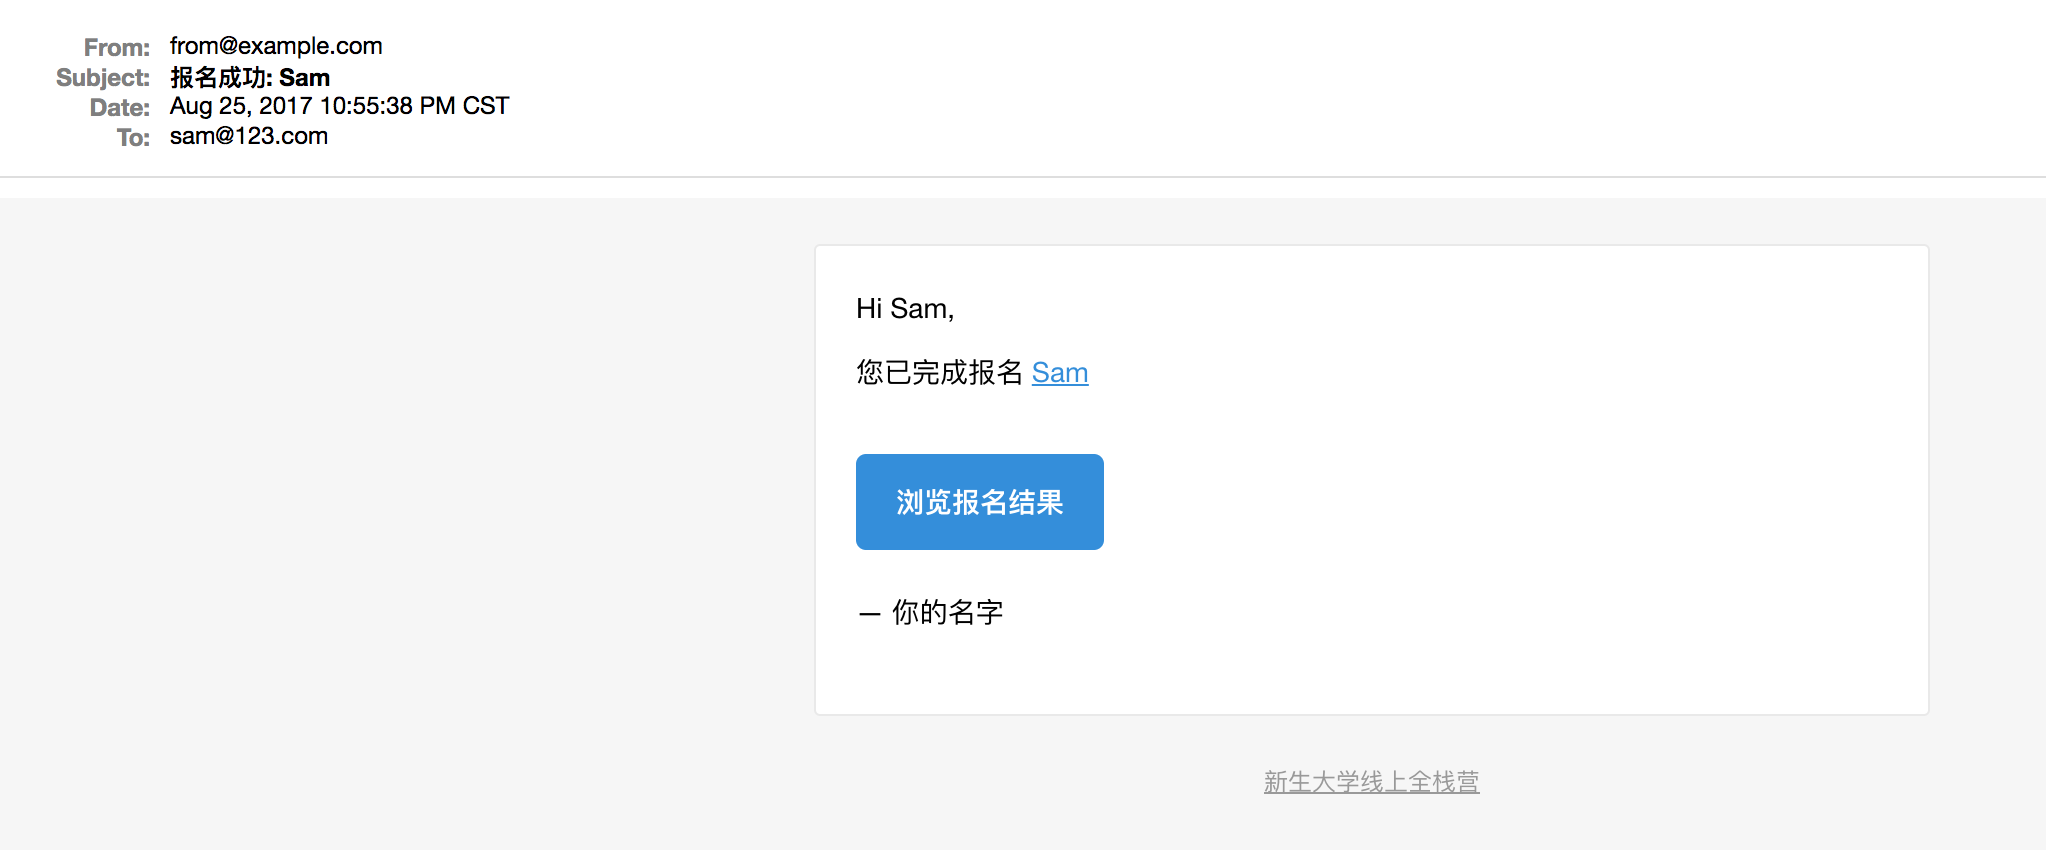 From: from@example.com
Subject: 报名成功: Sam
Date: Aug 25, 2017 10:55:38 PM CST
To: sam@123.com
Hi Sam,
您已完成报名 Sam
浏览报名结果
— 你的名字
新生大学线上全栈营